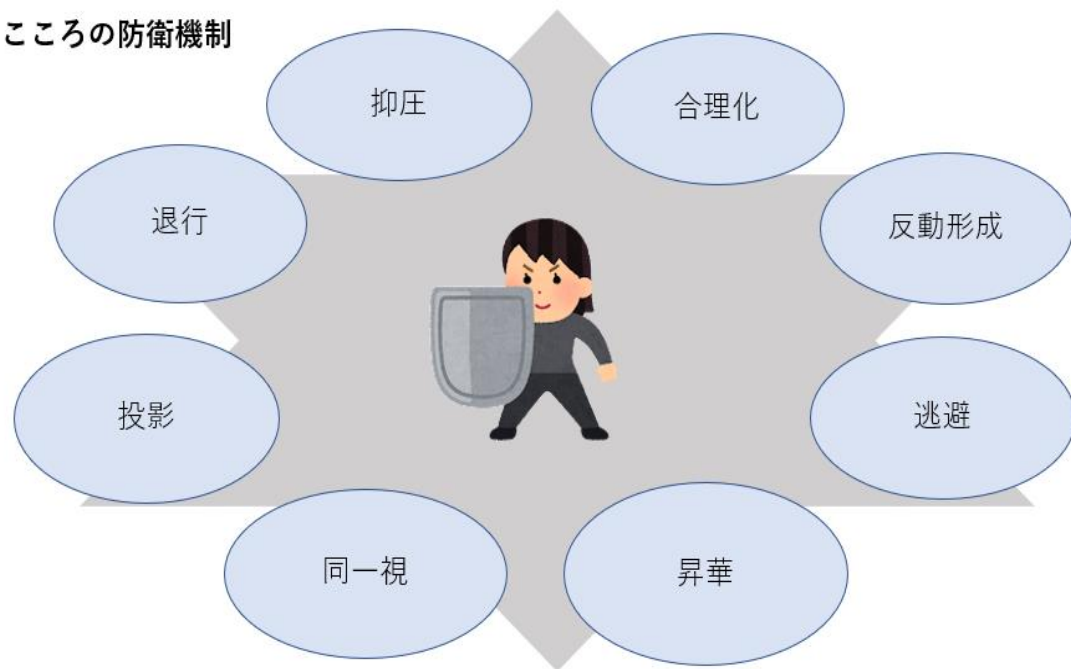 こころの防衛機制
抑圧
合理化
退行
反動形成
投影
逃避
同一視
昇華